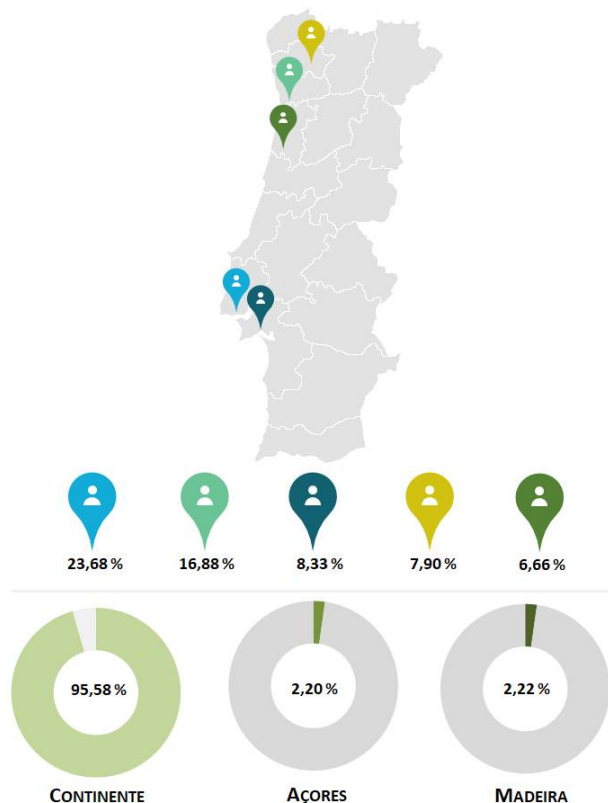 23,68 % 16,88 % 8,33 % 7,90 % 6,66 %
95,58 % 2,20 % 2,22 %
CONTINENTE AÇORES MADEIRA